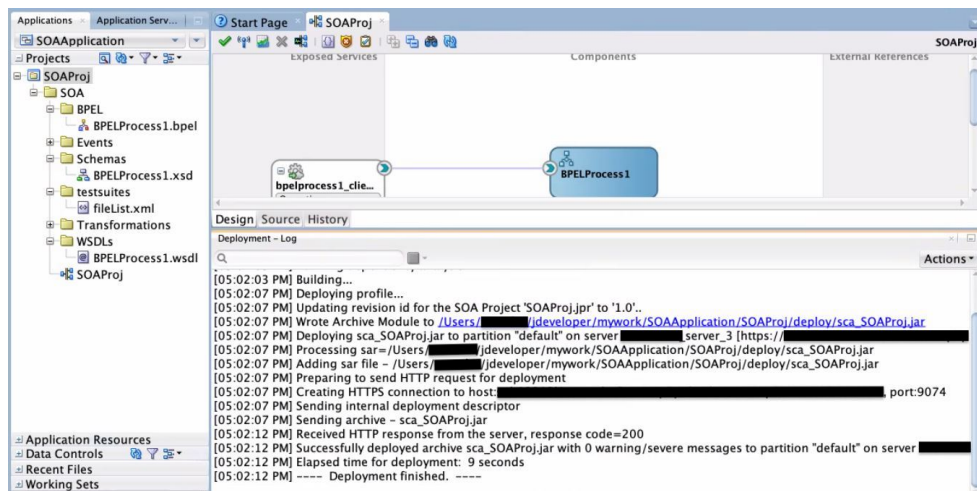 Applications
Application Serv...
SOAApplication
Projects
SOAProj
SOA
BPEL
BPELProcess1.bpel
Events
Schemas
BPELProcess1.xsd
testsuites
fileList.xml
Transformations
WSDLs
BPELProcess1.wsdl
SOAProj
Application Resources
Data Controls
Recent Files
Working Sets
Start Page
SOAProj
SOAProj
Exposed Services
Components
External References
bpelprocess1_clie...
BPELProcess1
Design Source History
Deployment - Log
Actions
[05:02:03 PM] Building...
[05:02:07 PM] Deploying profile...
[05:02:07 PM] Updating revision id for the SOA Project 'SOAProj.jpr' to '1.0'..
[05:02:07 PM] Wrote Archive Module to /Users/ /jdeveloper/mywork/SOAApplication/SOAProj/deploy/sca_SOAProj.jar
[05:02:07 PM] Deploying sca_SOAProj.jar to partition "default" on server _server_3 [https://
[05:02:07 PM] Processing sar=/Users/ /jdeveloper/mywork/SOAApplication/SOAProj/deploy/sca_SOAProj.jar
[05:02:07 PM] Adding sar file - /Users/ /jdeveloper/mywork/SOAApplication/SOAProj/deploy/sca_SOAProj.jar
[05:02:07 PM] Preparing to send HTTP request for deployment
[05:02:07 PM] Creating HTTPS connection to host: , port:9074
[05:02:07 PM] Sending internal deployment descriptor
[05:02:07 PM] Sending archive - sca_SOAProj.jar
[05:02:12 PM] Received HTTP response from the server, response code=200
[05:02:12 PM] Successfully deployed archive sca_SOAProj.jar with 0 warning/severe messages to partition "default" on server
[05:02:12 PM] Elapsed time for deployment: 9 seconds
[05:02:12 PM] ---- Deployment finished. ----